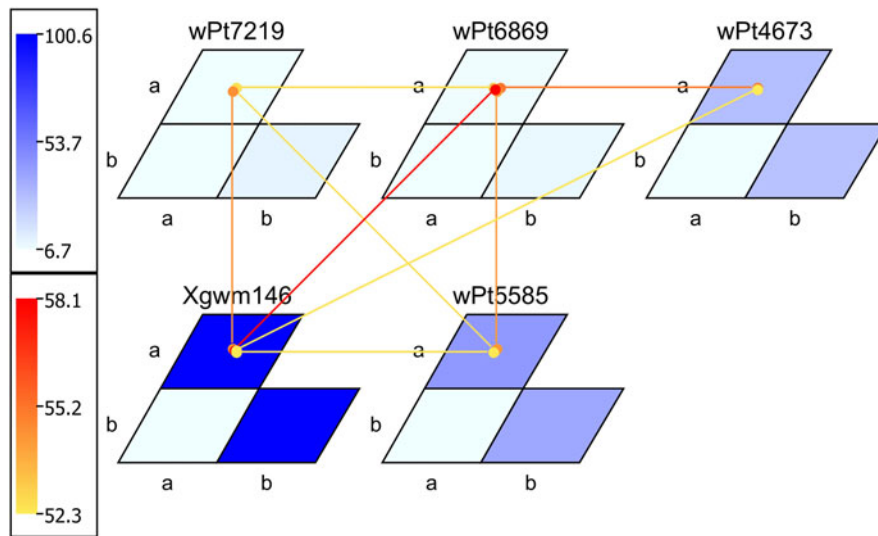 100.6
53.7
6.7
58.1
55.2
52.3
wPt7219
wPt6869
wPt4673
a
a
a
b
b
b
a b
a b
a b
Xgwm146
wPt5585
a
a
b
b
a b
a b